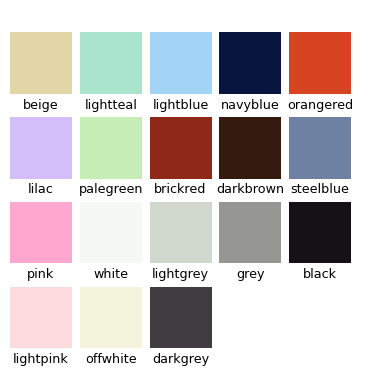 beige lightteal lightblue navyblue orangered
lilac palegreen brickred darkbrown steelblue
pink white lightgrey grey black
lightpink offwhite darkgrey